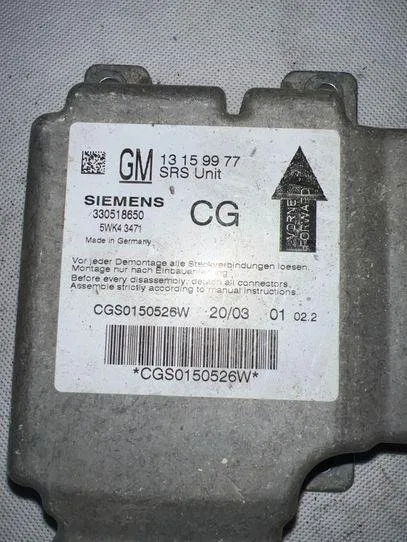 GM 13 15 99 77
SRS Unit
SIEMENS
330518650
5WK4 3471
Made in Germany
CG
VORNE
FORWARD
Vor jeder Demontage alle Steckverbindungen loesen.
Montage nur nach Einbauanleitung
Before every disassembly: detach all connectors.
Assemble strictly according to manual instructions.
CGS0150526W 20/03 01 02.2
*CGS0150526W*